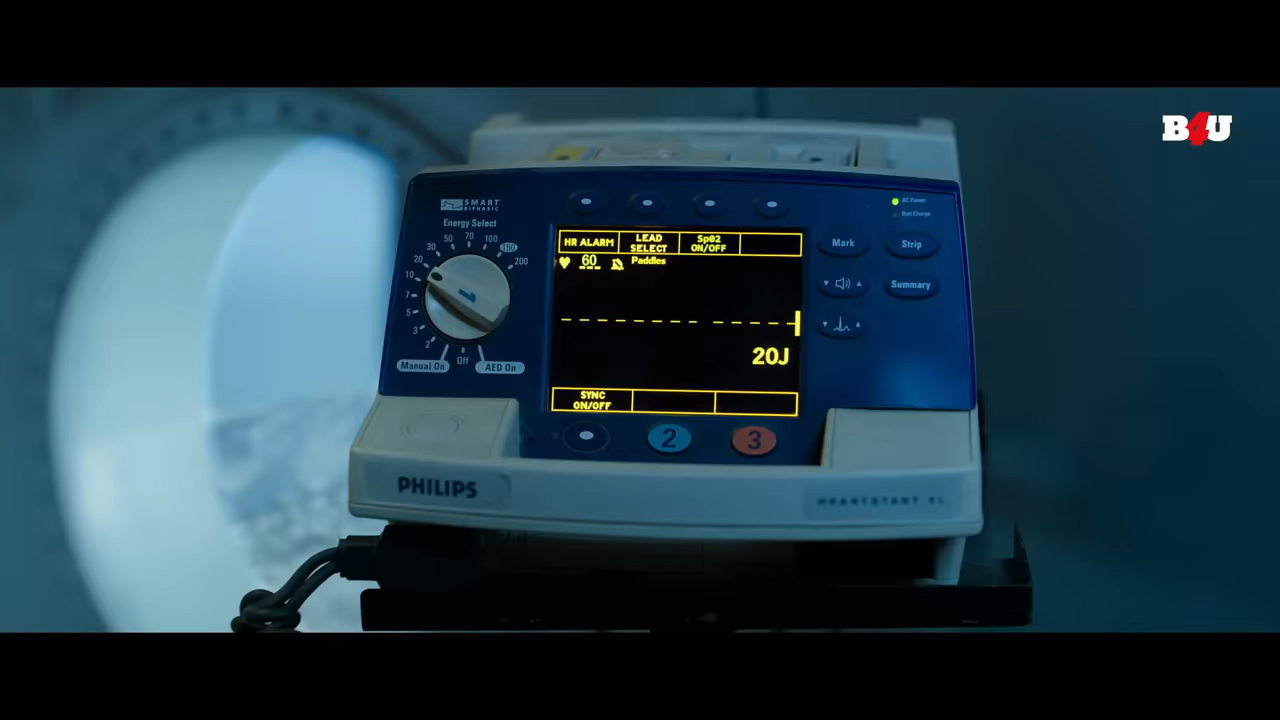 B4U
SMART
BIPHASIC
Energy Select
2 3 5 7 10 20 30 50 70 100 150 200
Manual On
Off
AED On
1
HR ALARM
LEAD
SELECT
SpO2
ON/OFF
60
Paddles
20J
SYNC
ON/OFF
AC Power
Batt Charge
Mark
Strip
Summary
2
3
PHILIPS
HEARTSTART XL